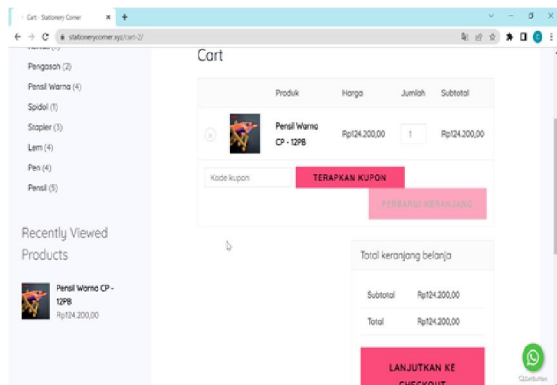 Cart - Stationery Corner
stationerycorner.xyz/cart-2/
Pengasah (2)
Pensil Warna (4)
Spidol (1)
Stapler (3)
Lem (4)
Pen (4)
Pensil (5)
Recently Viewed
Products
Pensil Warna CP -
12PB
Rp124.200,00
Cart
Produk Harga Jumlah Subtotal
Pensil Warna
CP - 12PB
Rp124.200,00 1 Rp124.200,00
Kode kupon TERAPKAN KUPON
PERBARUI KERANJANG
Total keranjang belanja
Subtotal Rp124.200,00
Total Rp124.200,00
LANJUTKAN KE
CHECKOUT